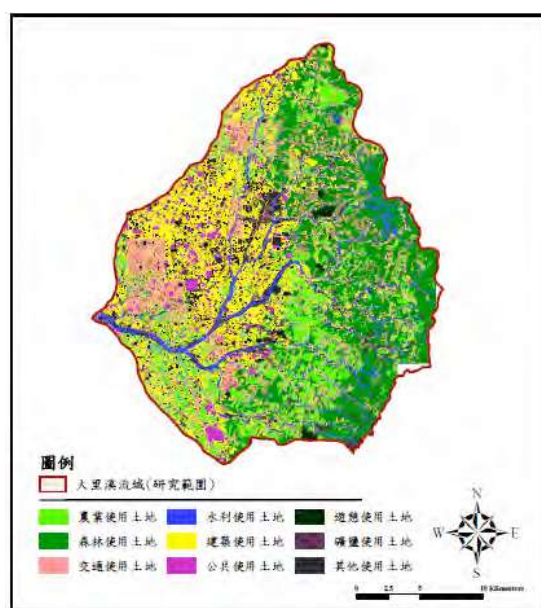 圖例
大里溪流域(研究範圍)
農業使用土地 水利使用土地 遊憩使用土地
森林使用土地 建築使用土地 礦鹽使用土地
交通使用土地 公共使用土地 其他使用土地
N
W E
S
0 2.5 5 10 Kilometers